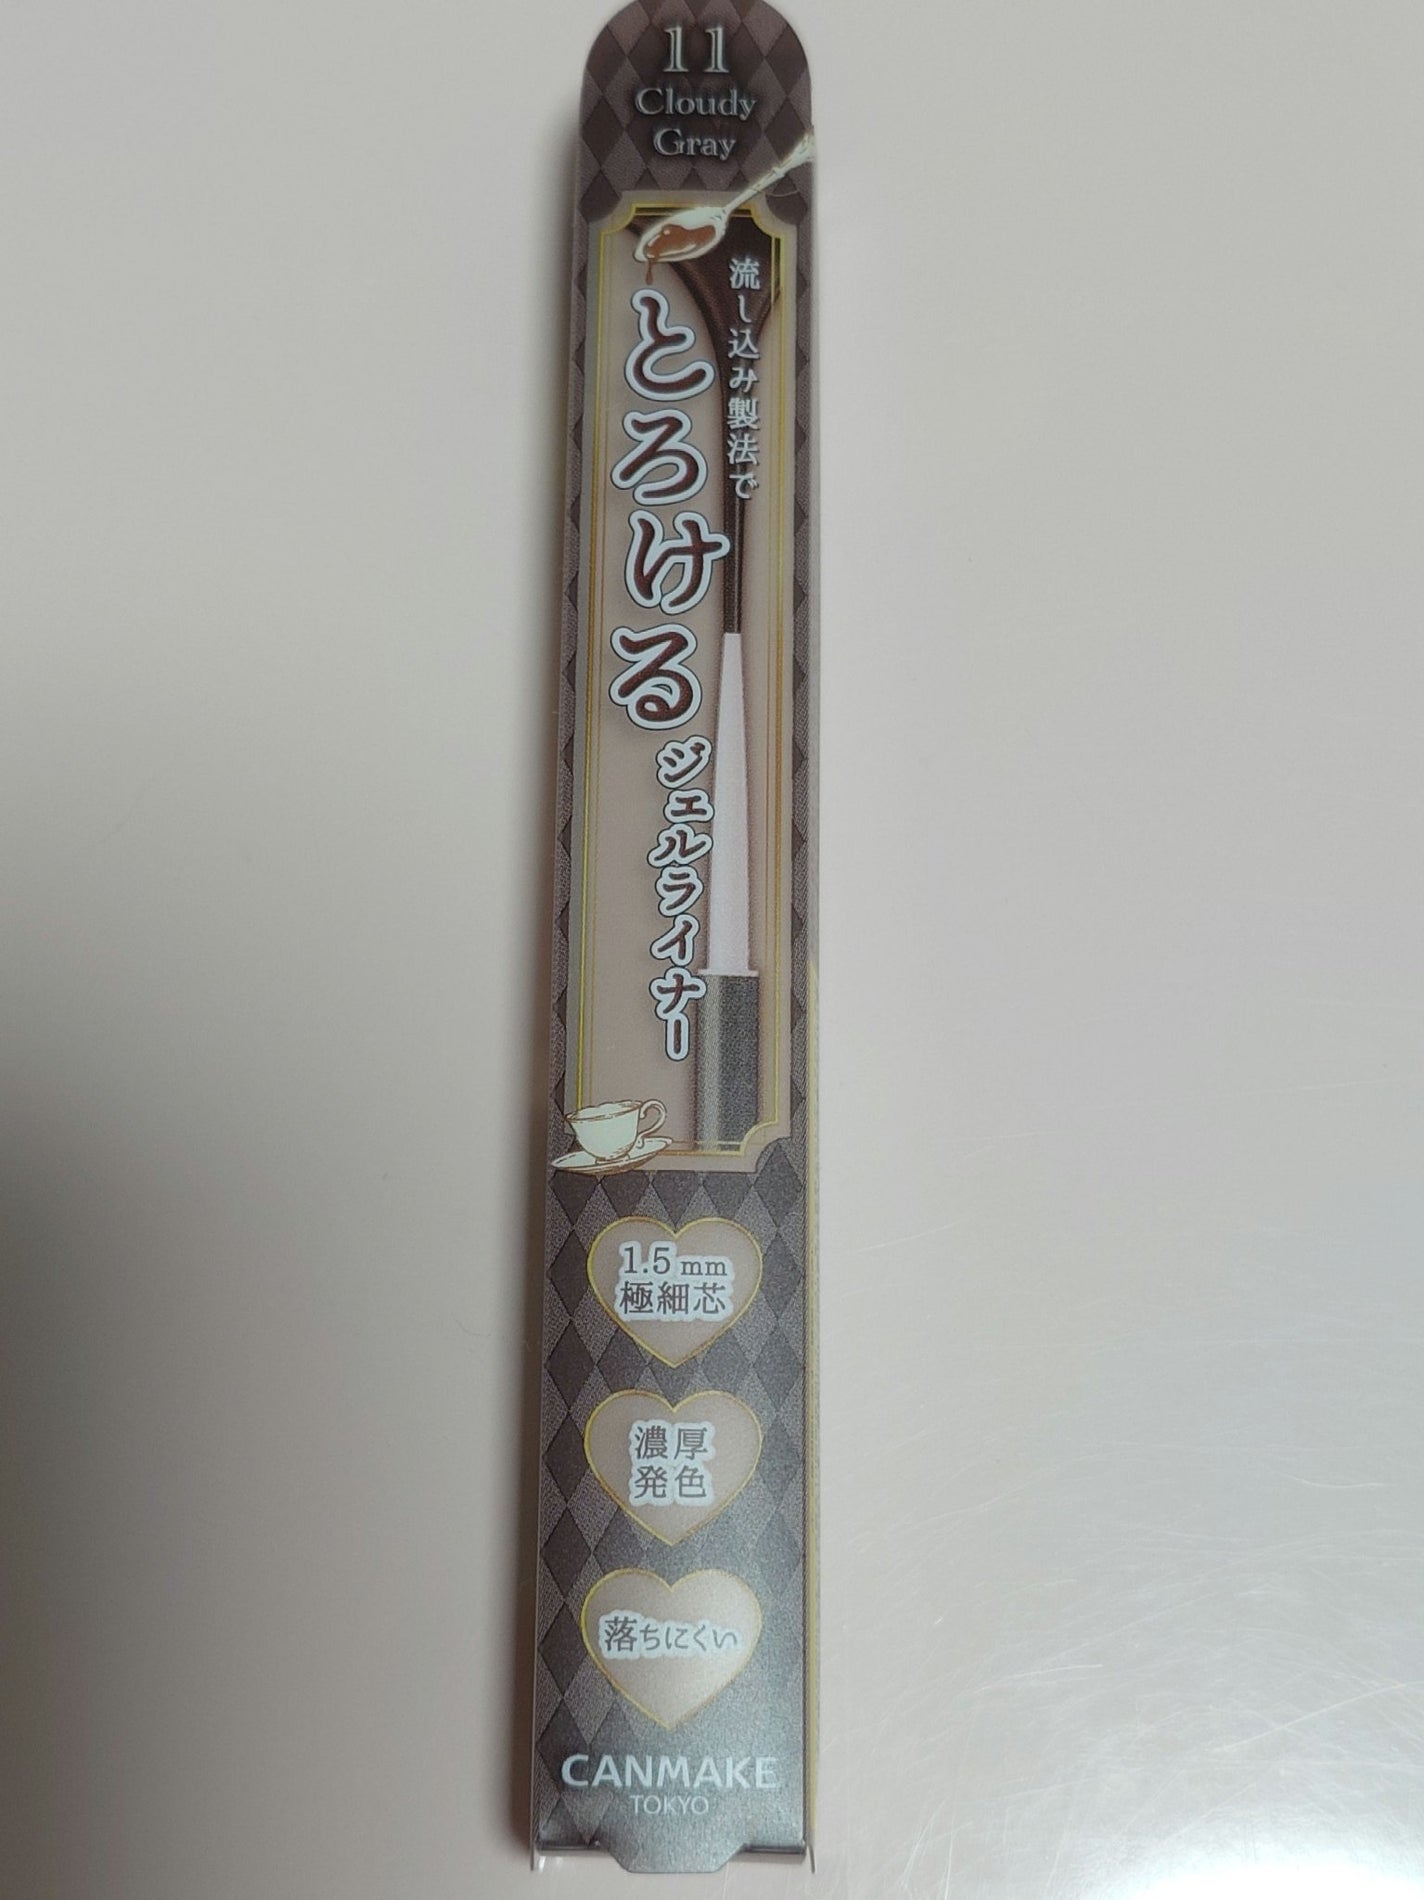 11
Cloudy
Gray
流し込み製法で
とろける
ジェルライナー
1.5mm
極細芯
濃厚
発色
落ちにくい
CANMAKE
TOKYO